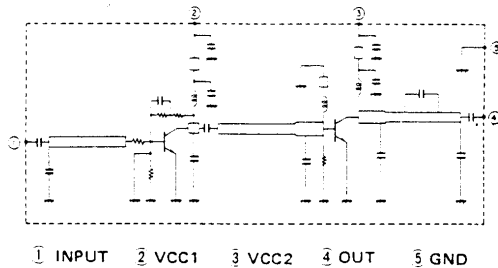 ② ③
⑤
①
④
① INPUT ② VCC1 ③ VCC2 ④ OUT ⑤ GND